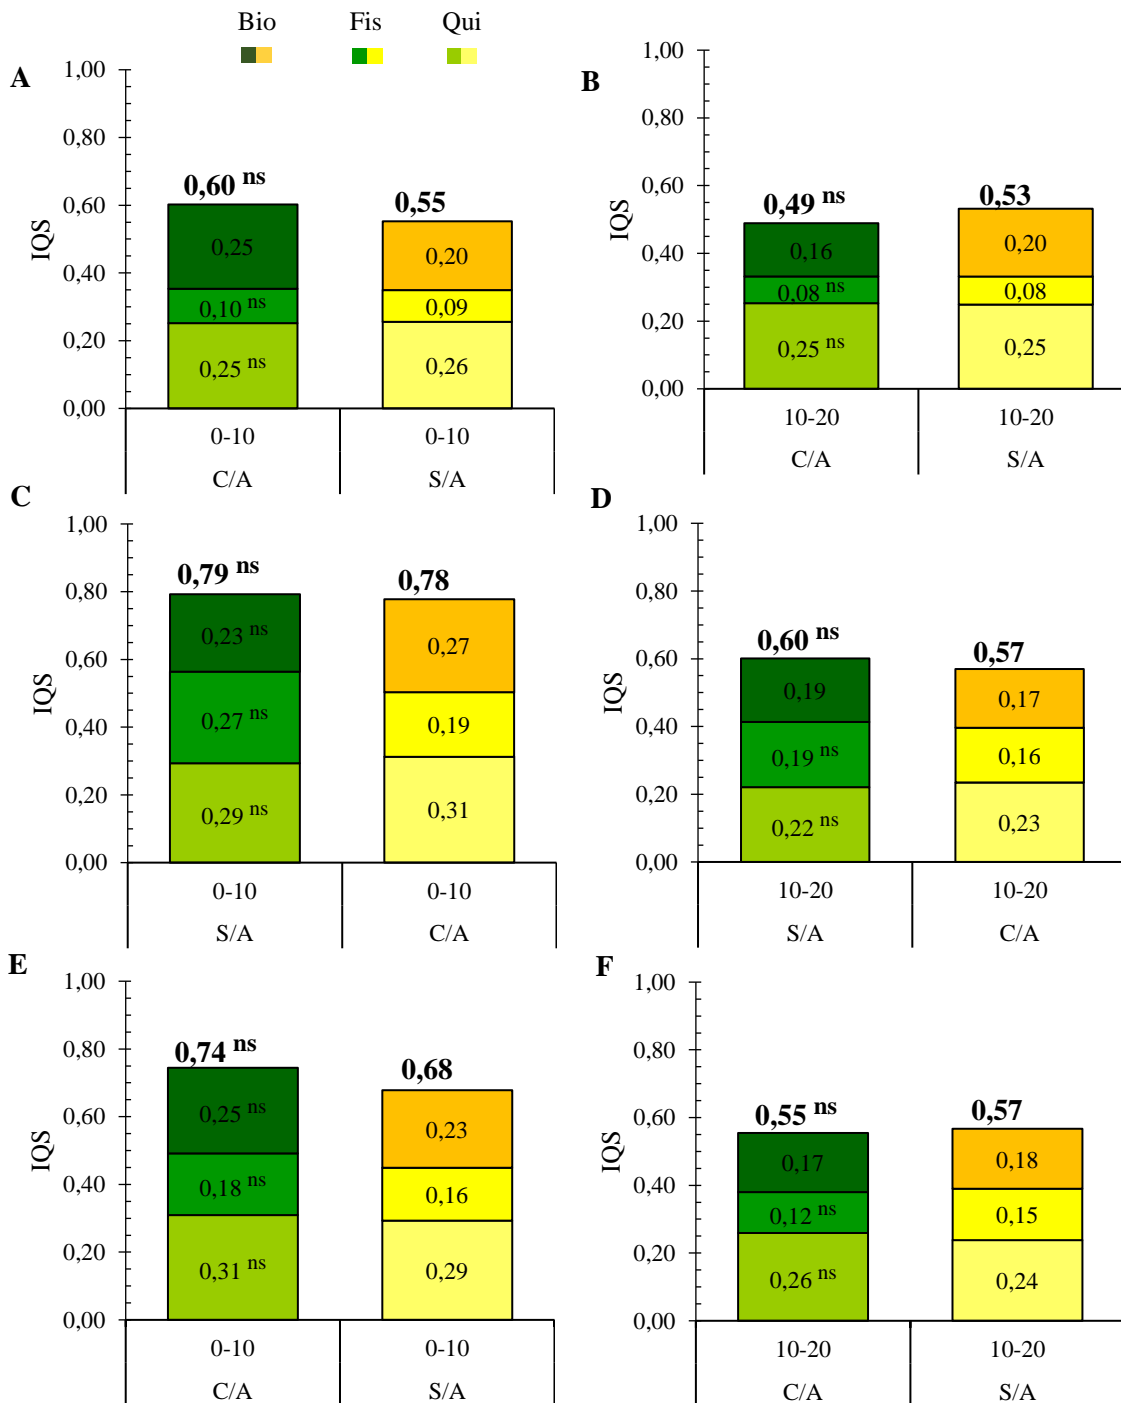 Bio Fis Qui
A
1,00
0,80
0,60
0,40
0,20
0,00
IQS
0,60 ns
0,25
0,10 ns
0,25 ns
0,55
0,20
0,09
0,26
0-10 0-10
C/A S/A
B
1,00
0,80
0,60
0,40
0,20
0,00
IQS
0,49 ns
0,16
0,08 ns
0,25 ns
0,53
0,20
0,08
0,25
10-20 10-20
C/A S/A
C
1,00
0,80
0,60
0,40
0,20
0,00
IQS
0,79 ns
0,23 ns
0,27 ns
0,29 ns
0,78
0,27
0,19
0,31
0-10 0-10
S/A C/A
D
1,00
0,80
0,60
0,40
0,20
0,00
IQS
0,60 ns
0,19
0,19 ns
0,22 ns
0,57
0,17
0,16
0,23
10-20 10-20
S/A C/A
E
1,00
0,80
0,60
0,40
0,20
0,00
IQS
0,74 ns
0,25 ns
0,18 ns
0,31 ns
0,68
0,23
0,16
0,29
0-10 0-10
C/A S/A
F
1,00
0,80
0,60
0,40
0,20
0,00
IQS
0,55 ns
0,17
0,12 ns
0,26 ns
0,57
0,18
0,15
0,24
10-20 10-20
C/A S/A